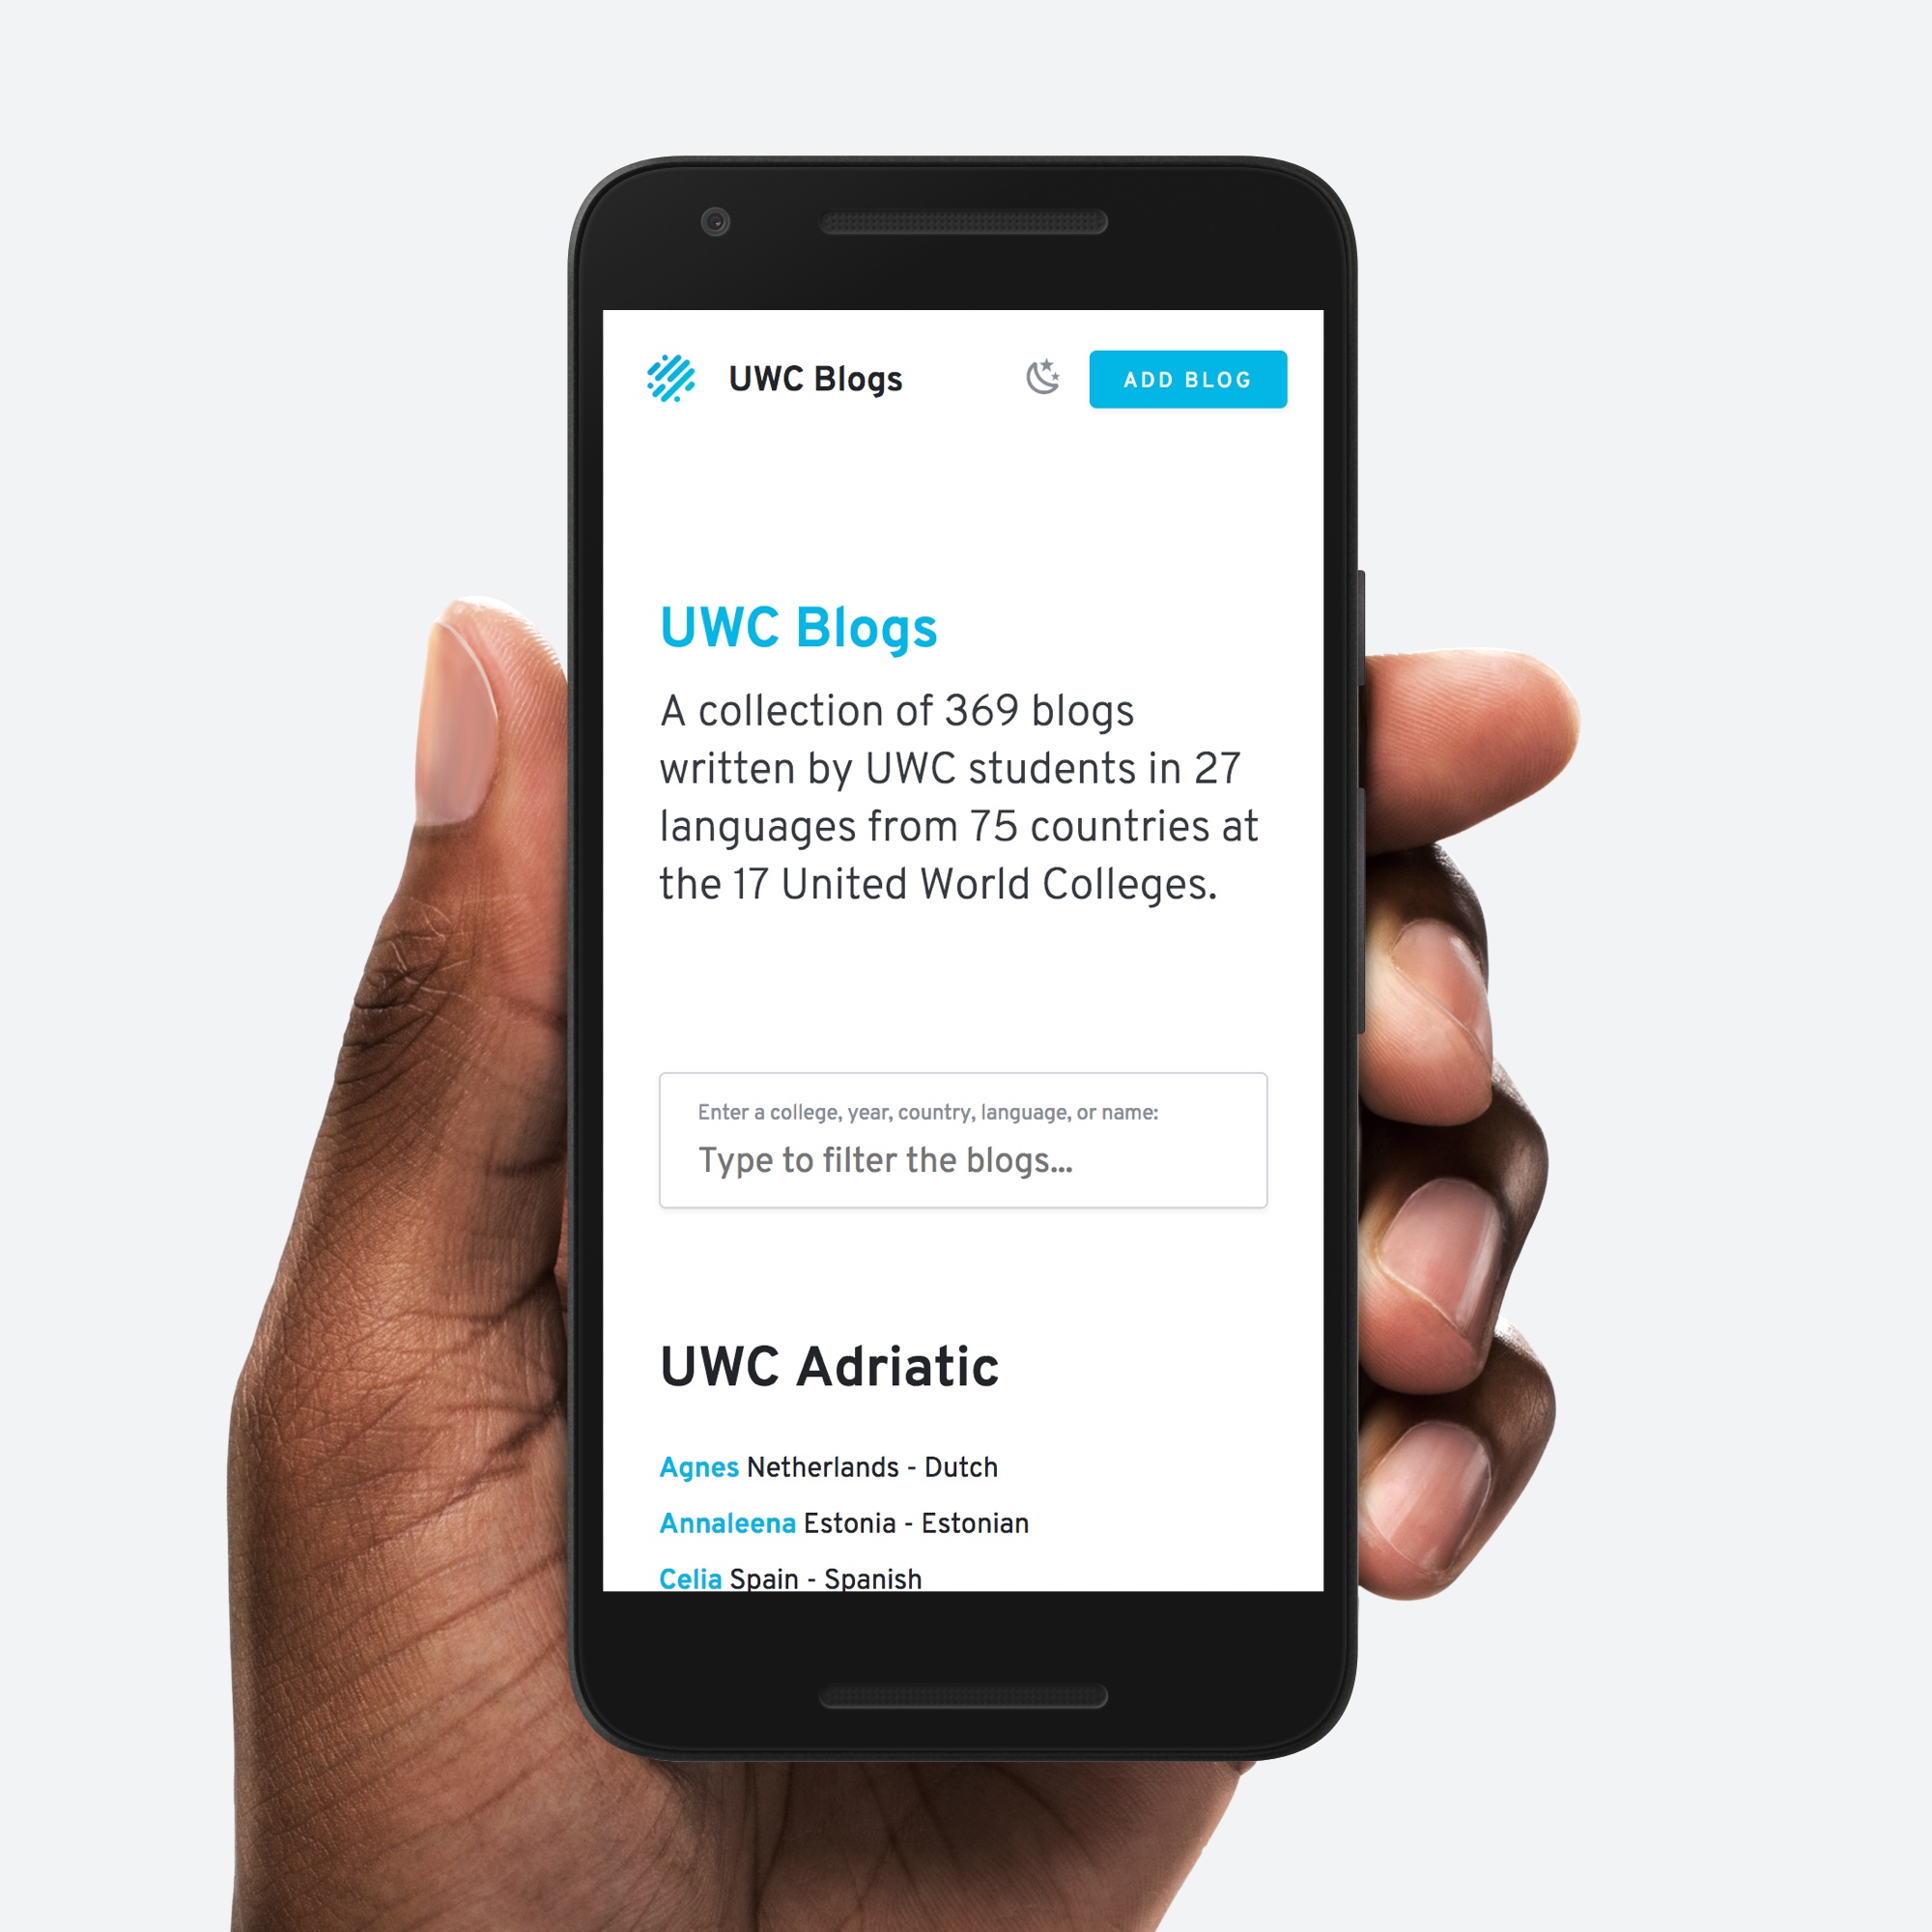 UWC Blogs
ADD BLOG
UWC Blogs
A collection of 369 blogs
written by UWC students in 27
languages from 75 countries at
the 17 United World Colleges.
Enter a college, year, country, language, or name:
Type to filter the blogs...
UWC Adriatic
Agnes Netherlands - Dutch
Annaleena Estonia - Estonian
Celia Spain - Spanish